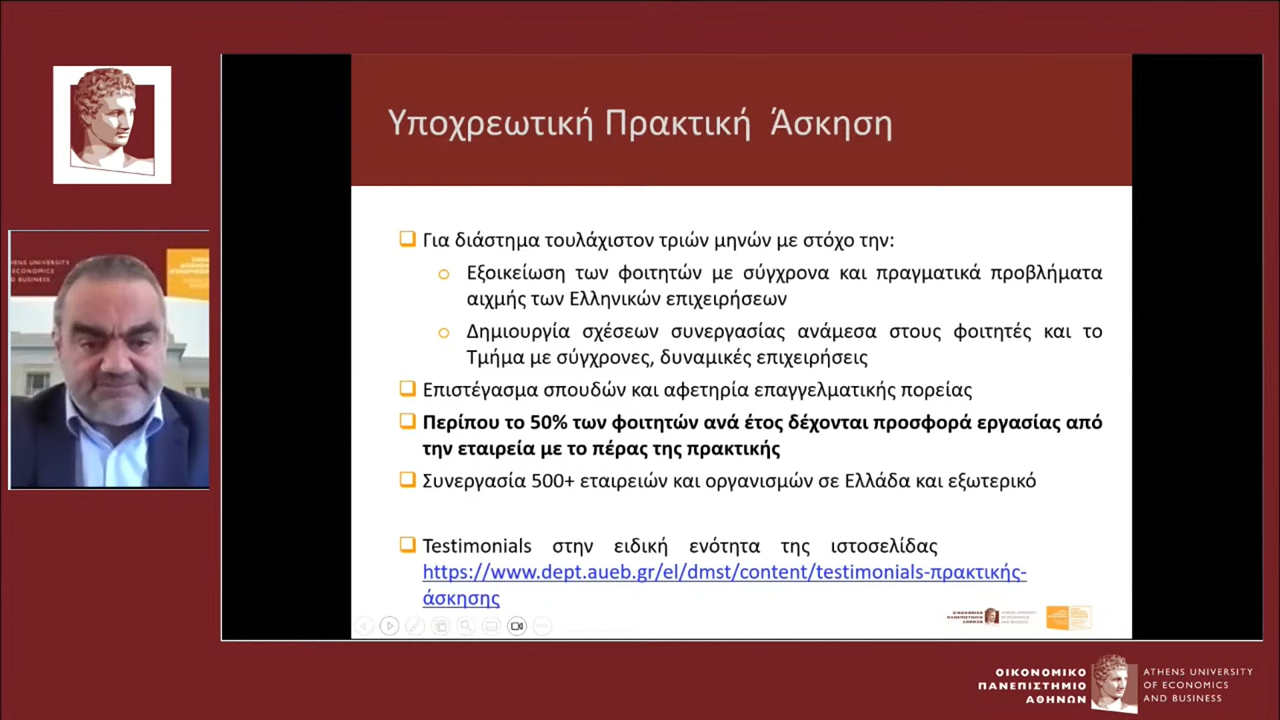 Υποχρεωτική Πρακτική Άσκηση
ENS UNIVERSITY
ECONOMICS
D BUSINESS
Για διάστημα τουλάχιστον τριών μηνών με στόχο την:
Εξοικείωση των φοιτητών με σύγχρονα και πραγματικά προβλήματα
αιχμής των Ελληνικών επιχειρήσεων
Δημιουργία σχέσεων συνεργασίας ανάμεσα στους φοιτητές και το
Τμήμα με σύγχρονες, δυναμικές επιχειρήσεις
Επιστέγασμα σπουδών και αφετηρία επαγγελματικής πορείας
Περίπου το 50% των φοιτητών ανά έτος δέχονται προσφορά εργασίας από
την εταιρεία με το πέρας της πρακτικής
Συνεργασία 500+ εταιρειών και οργανισμών σε Ελλάδα και εξωτερικό
Testimonials στην ειδική ενότητα της ιστοσελίδας
https://www.dept.aueb.gr/el/dmst/content/testimonials-πρακτικής-
άσκησης
ΟΙΚΟΝΟΜΙΚΟ
ΠΑΝΕΠΙΣΤΗΜΙΟ
ΑΘΗΝΩΝ
ATHENS UNIVERSITY
OF ECONOMICS
AND BUSINESS